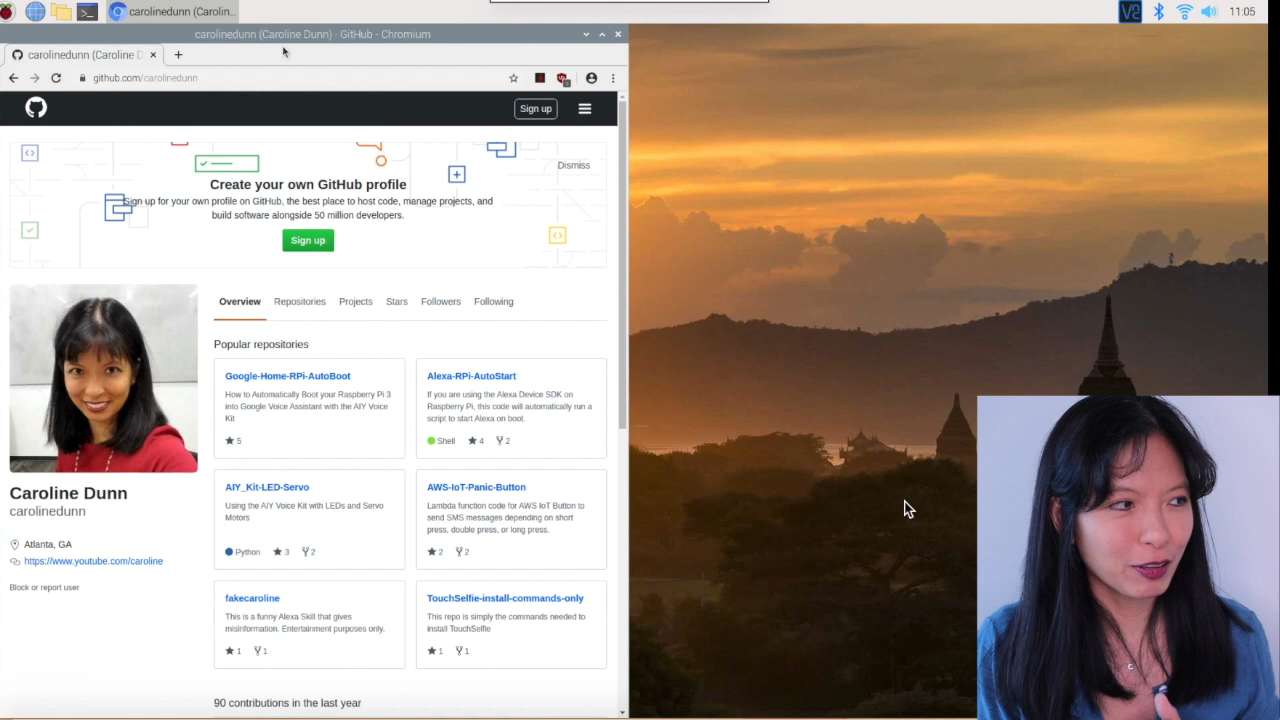 carolinedunn (Carolin...
V2
11:05
carolinedunn (Caroline Dunn) · GitHub - Chromium
carolinedunn (Caroline D
github.com/carolinedunn
Sign up
Dismiss
Create your own GitHub profile
Sign up for your own profile on GitHub, the best place to host code, manage projects, and
build software alongside 50 million developers.
Sign up
Overview Repositories Projects Stars Followers Following
Popular repositories
Google-Home-RPi-AutoBoot
How to Automatically Boot your Raspberry Pi 3
into Google Voice Assistant with the AIY Voice
Kit
5
Alexa-RPi-AutoStart
If you are using the Alexa Device SDK on
Raspberry Pi, this code will automatically run a
script to start Alexa on boot.
Shell 4 2
AIY_Kit-LED-Servo
Using the AIY Voice Kit with LEDs and Servo
Motors
Python 3 2
AWS-IoT-Panic-Button
Lambda function code for AWS IoT Button to
send SMS messages depending on short
press, double press, or long press.
2 2
fakecaroline
This is a funny Alexa Skill that gives
misinformation. Entertainment purposes only.
1 1
TouchSelfie-install-commands-only
This repo is simply the commands needed to
install TouchSelfie
1 1
Caroline Dunn
carolinedunn
Atlanta, GA
https://www.youtube.com/caroline
Block or report user
90 contributions in the last year